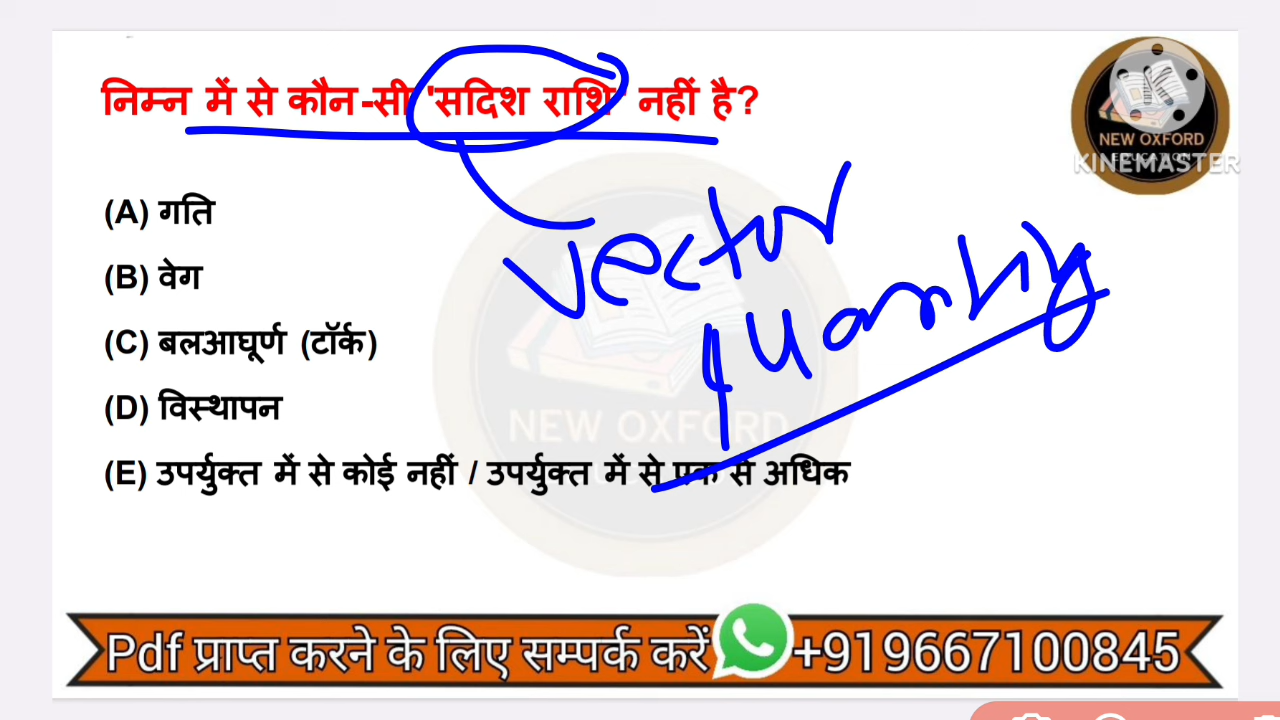 निम्न में से कौन-सी 'सदिश राशि' नहीं है?
NEW OXFORD
EDUCATION
KINEMASTER
vector
quantity
(A) गति
(B) वेग
(C) बलआघूर्ण (टॉर्क)
(D) विस्थापन
(E) उपर्युक्त में से कोई नहीं / उपर्युक्त में से एक से अधिक
NEW OXFORD
Pdf प्राप्त करने के लिए सम्पर्क करें +919667100845